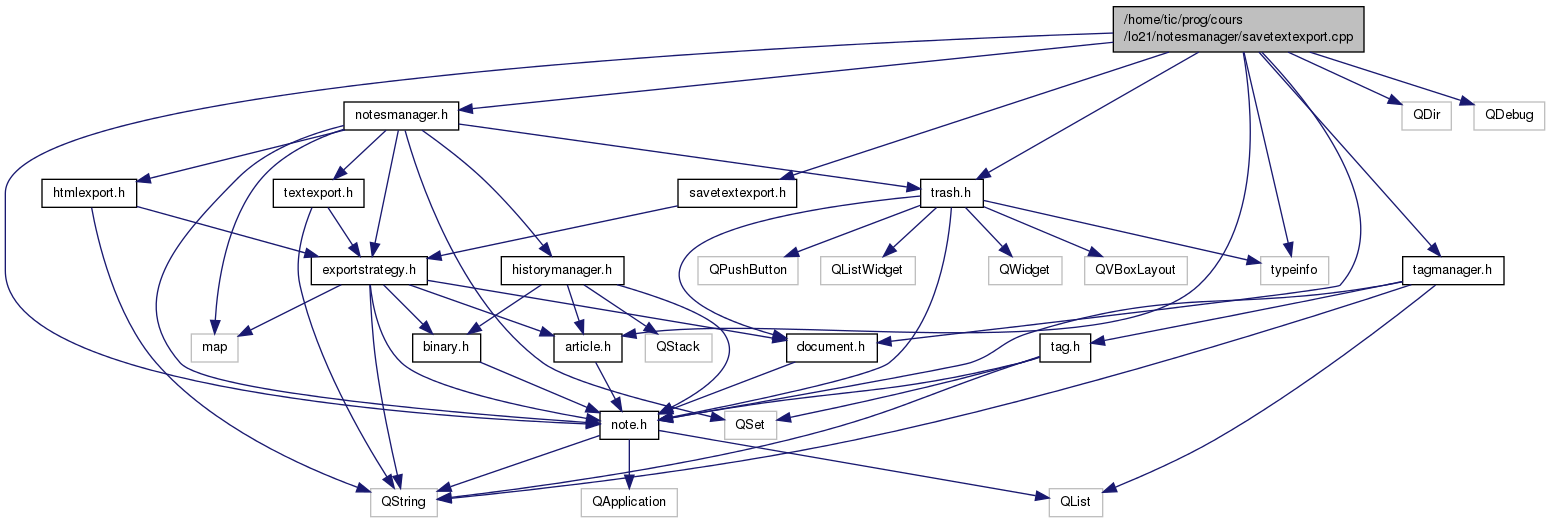 /home/tic/prog/cours
/lo21/notesmanager/savetextexport.cpp
notesmanager.h
QDir
QDebug
htmlexport.h
textexport.h
savetextexport.h
trash.h
exportstrategy.h
historymanager.h
QPushButton
QListWidget
QWidget
QVBoxLayout
typeinfo
tagmanager.h
map
binary.h
article.h
QStack
document.h
tag.h
note.h
QSet
QString
QApplication
QList